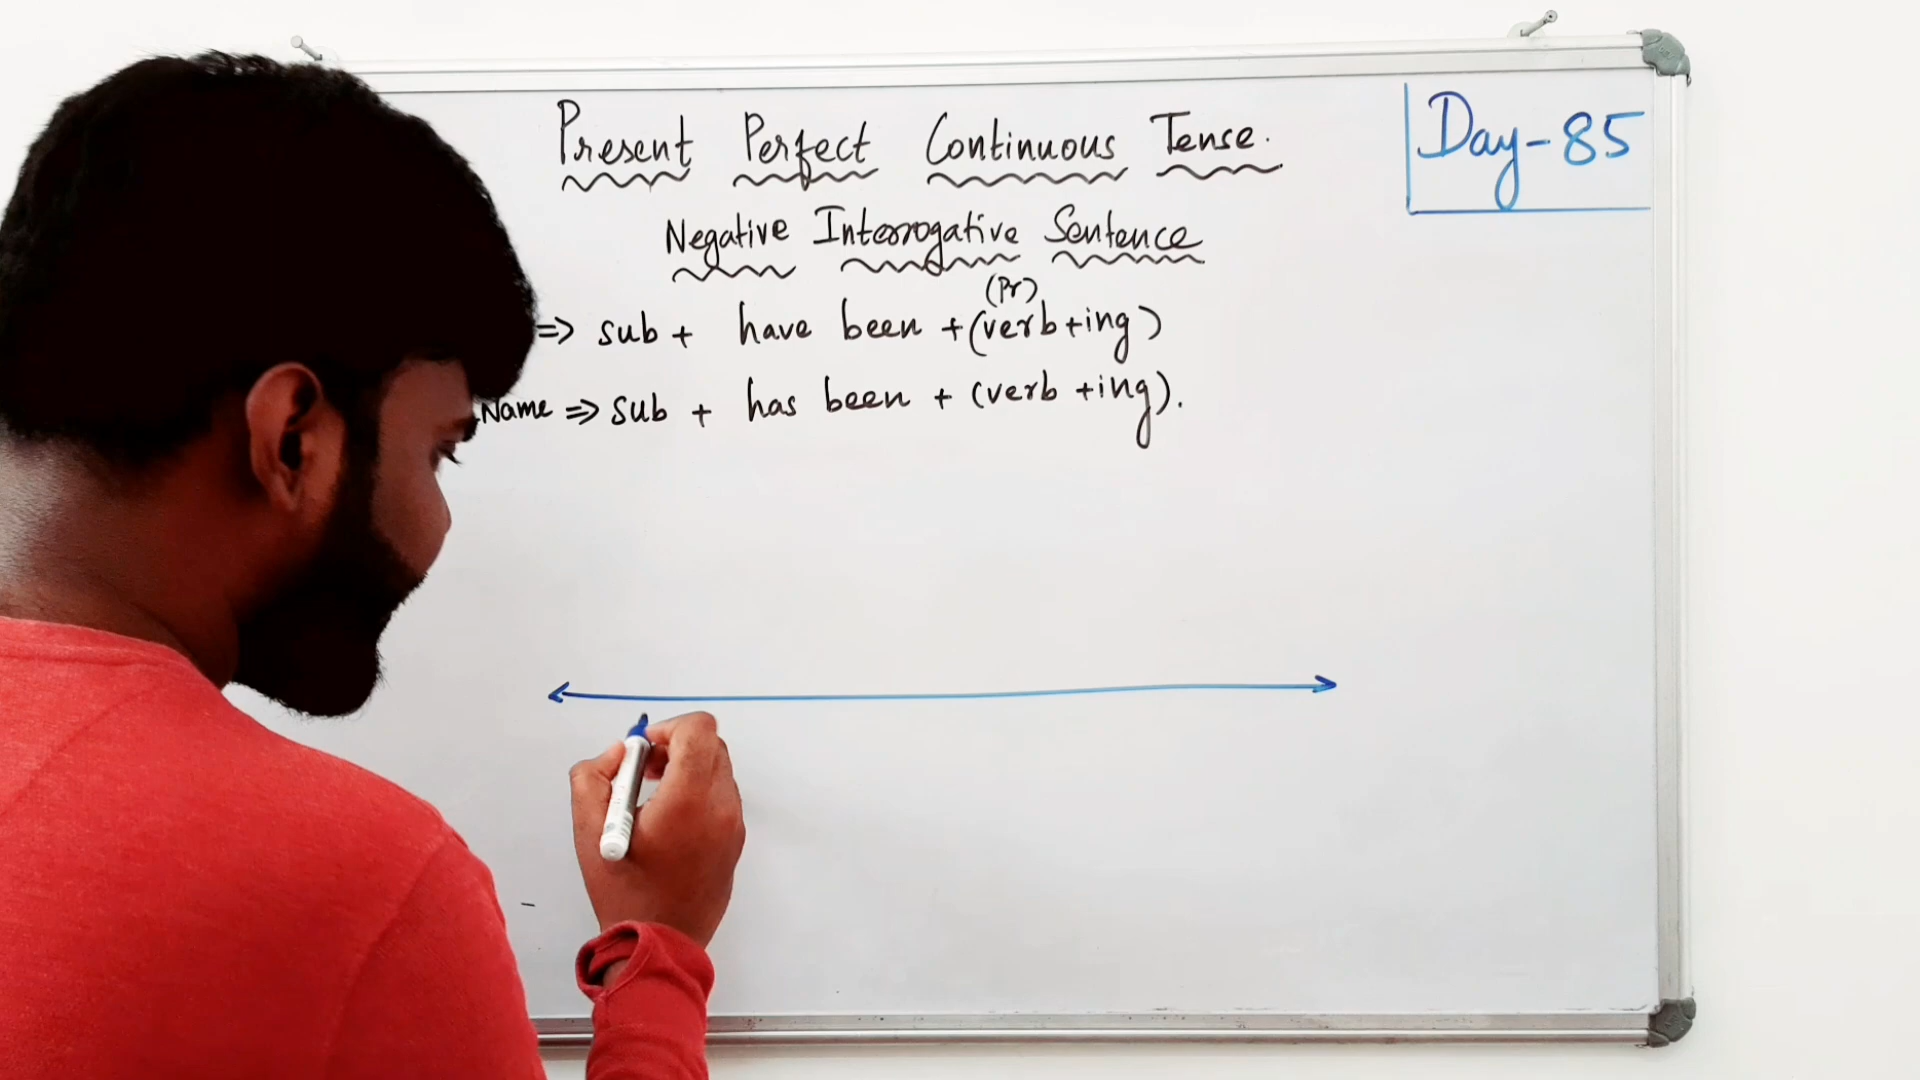 Present Perfect Continuous Tense.
Day-85
Negative Interrogative Sentence
(Pr)
=> sub + have been + (verb+ing)
Name => sub + has been + (verb +ing).